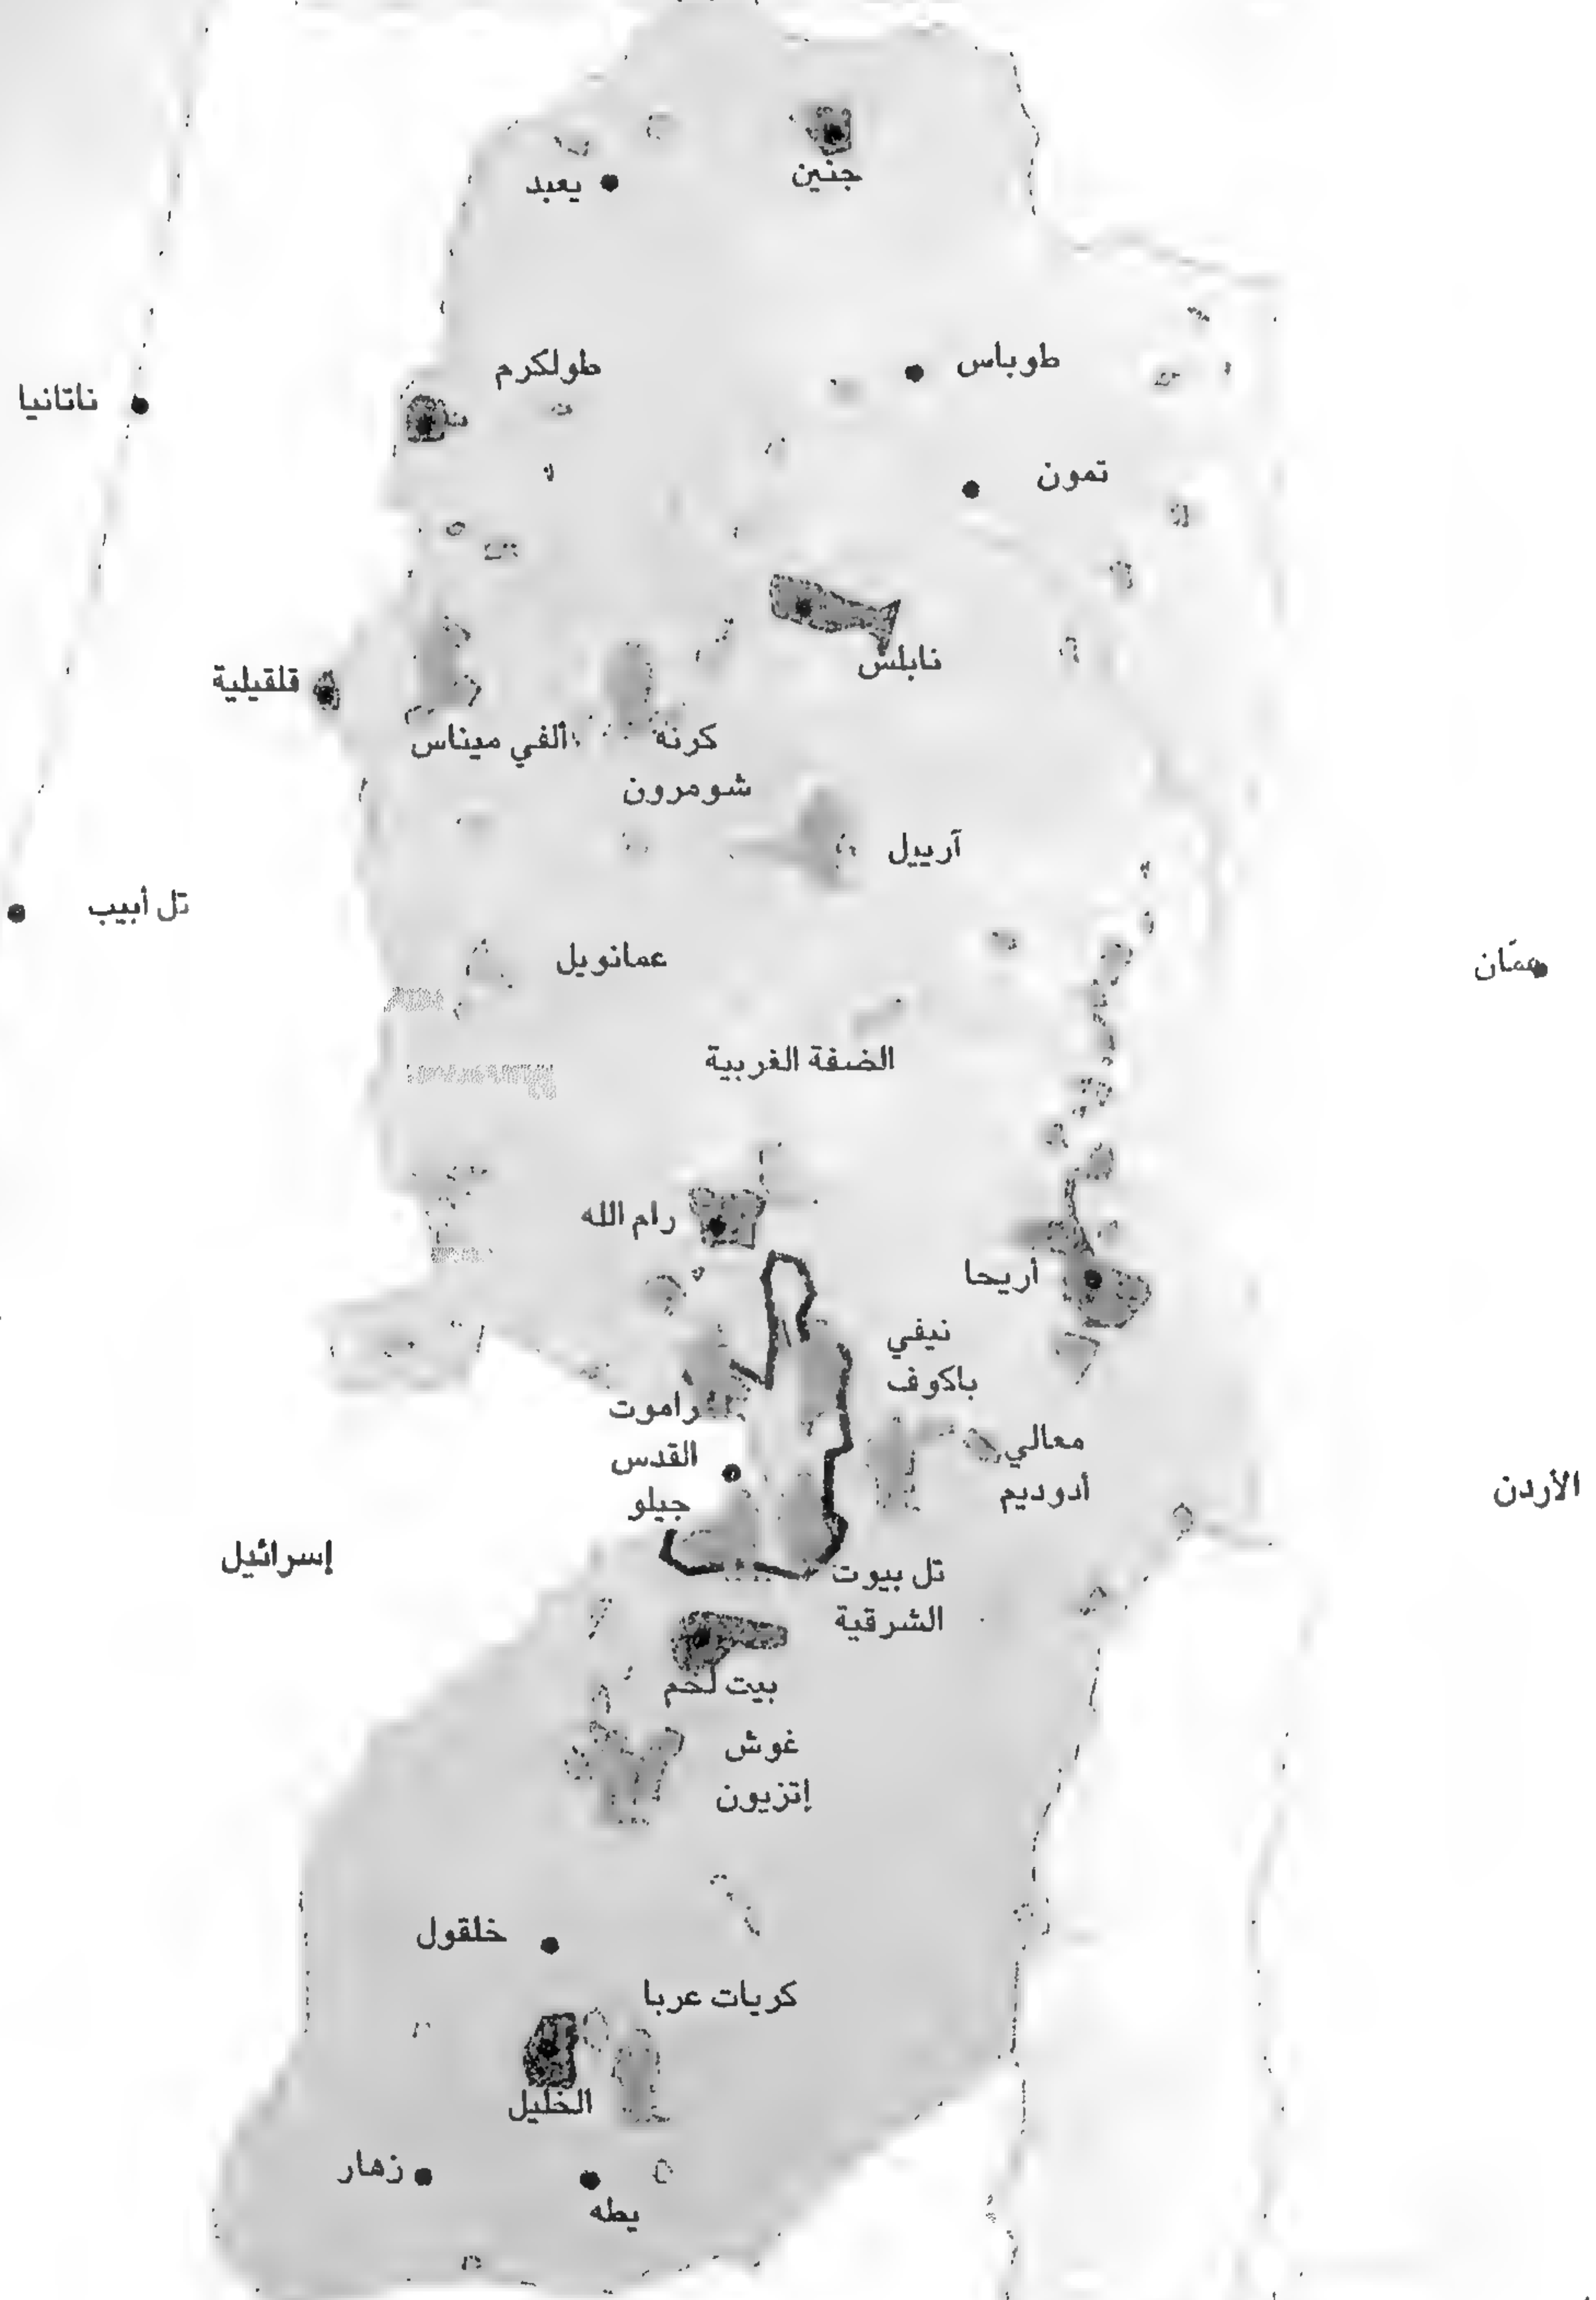 جنين
يعبد
طولكرم
طوباس
ناتانيا
تمون
نابلس
قلقيلية
ألفي ميناس
كرنه
شومرون
آرييل
تل أبيب
عمانويل
عمّان
الضفة الغربية
رام الله
أريحا
نيفي
باكوف
راموت
معالي
أدوديم
القدس
جيلو
الأردن
إسرائيل
تل بيوت
الشرقية
بيت لحم
غوش
إتزيون
خلقول
كريات عربا
الخليل
زهار
يطه